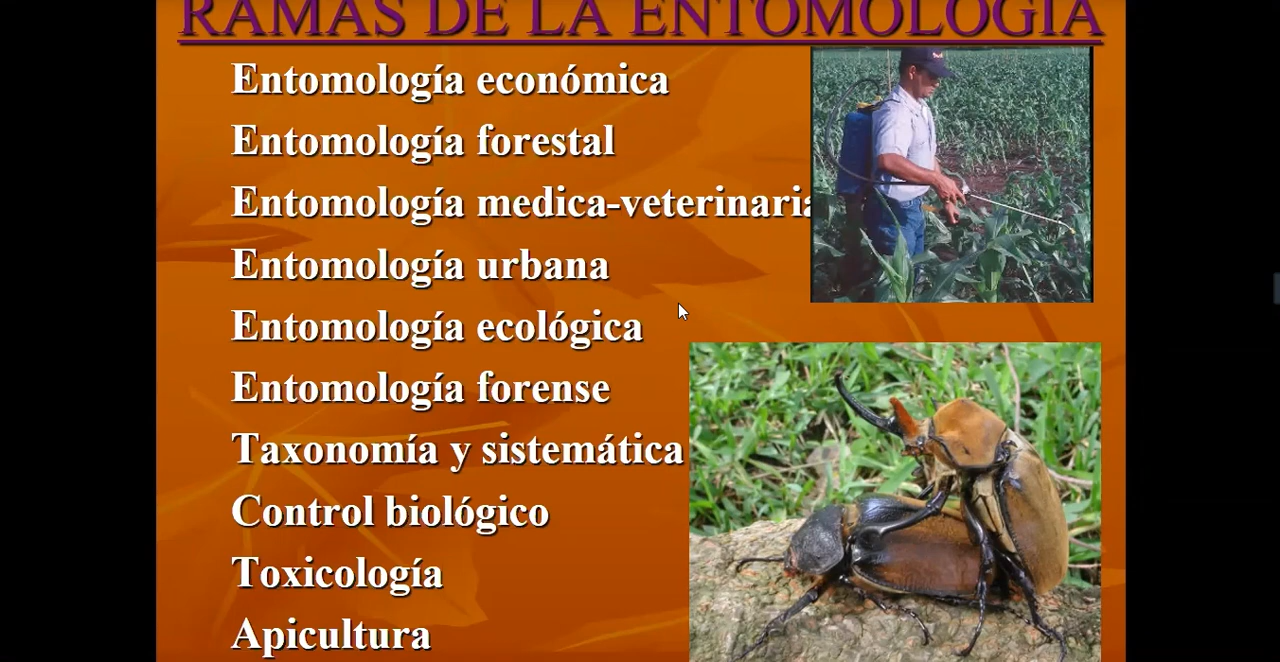 RAMAS DE LA ENTOMOLOGIA
Entomología económica
Entomología forestal
Entomología medica-veterinaria
Entomología urbana
Entomología ecológica
Entomología forense
Taxonomía y sistemática
Control biológico
Toxicología
Apicultura